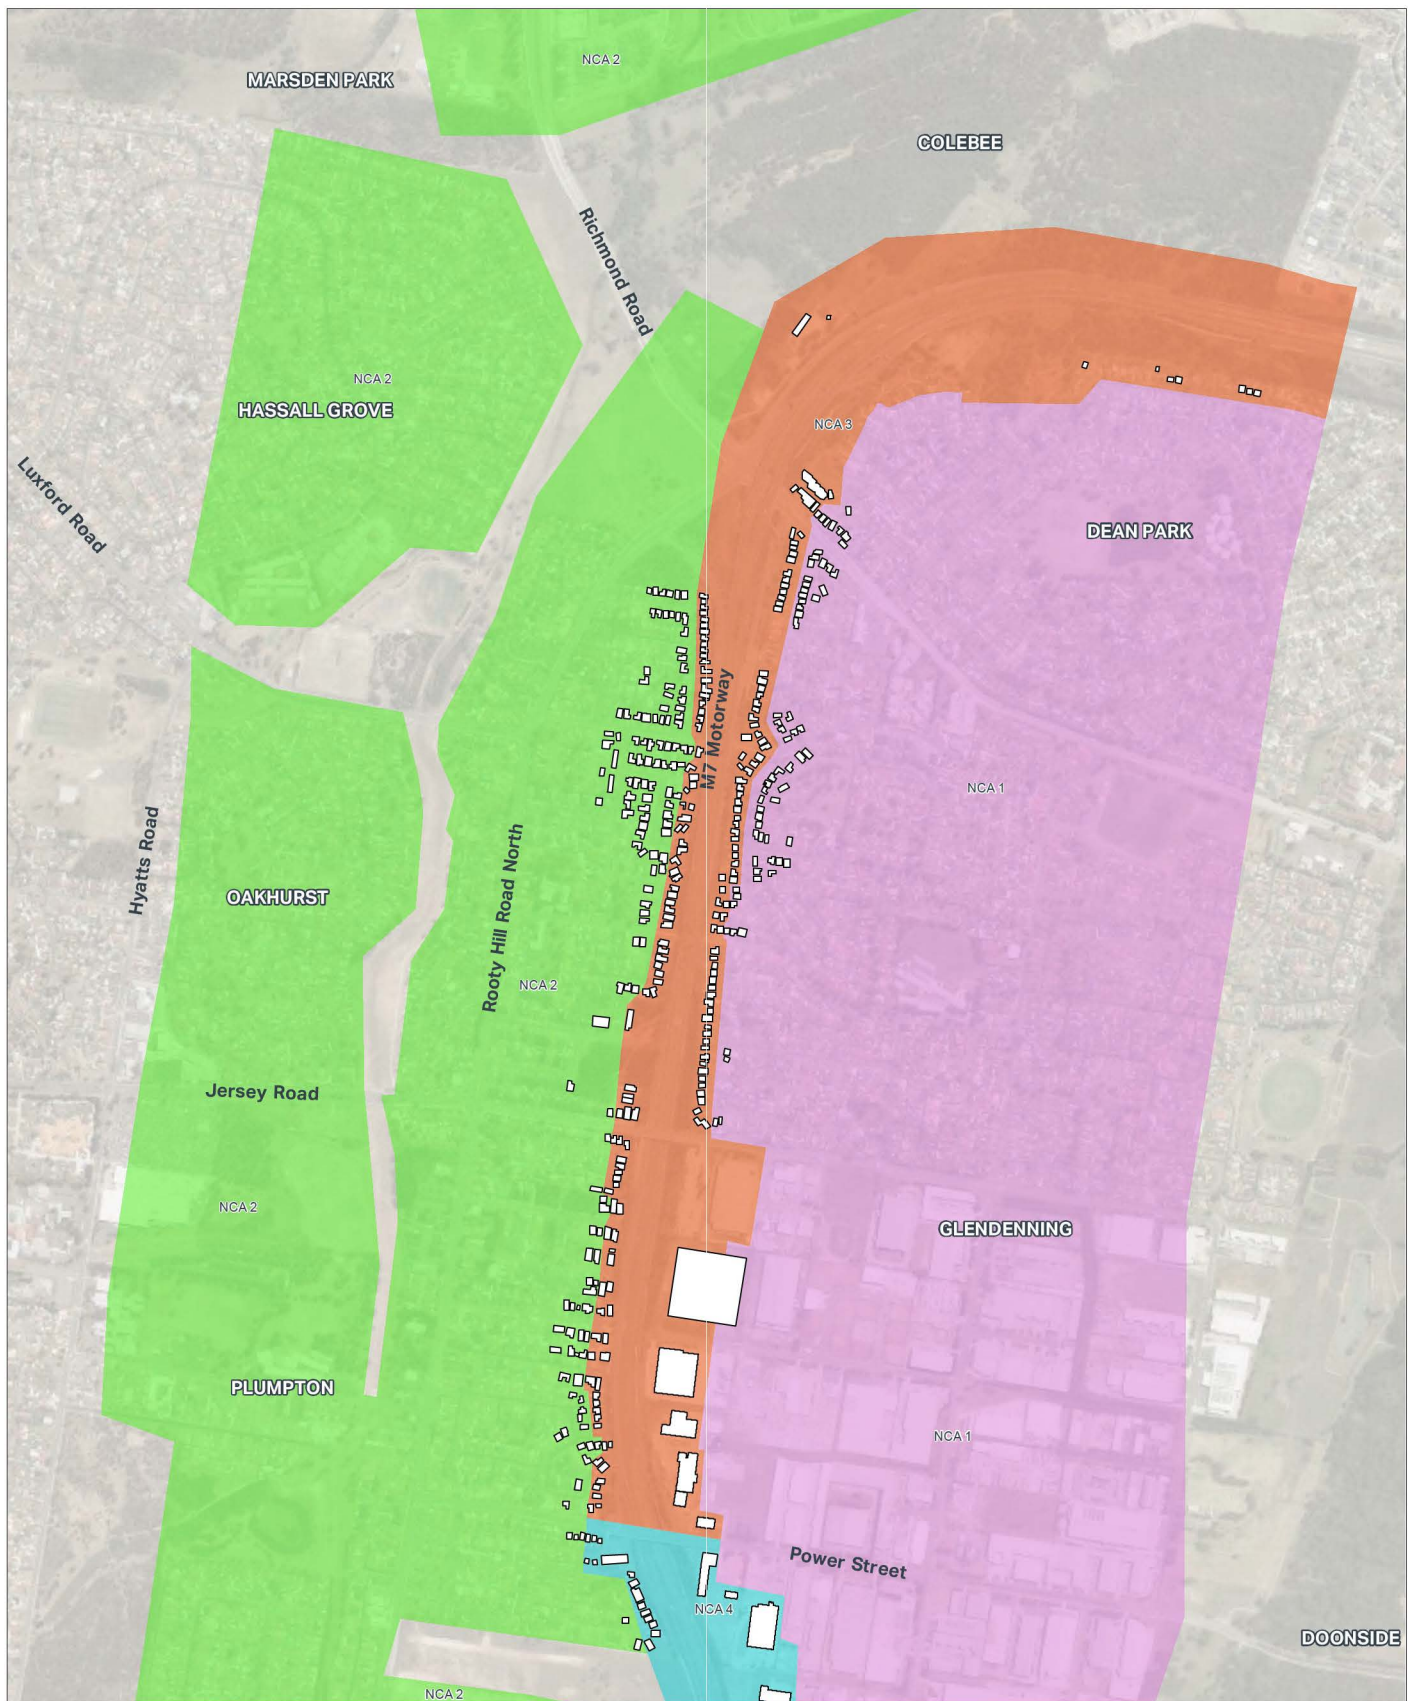 NCA 2
MARSDEN PARK
COLEBEE
Richmond Road
NCA 2
HASSALL GROVE
NCA 3
Luxford Road
DEAN PARK
M7 Motorway
NCA 1
Hyatts Road
Rooty Hill Road North
OAKHURST
NCA 2
Jersey Road
NCA 2
GLENDENNING
PLUMPTON
NCA 1
Power Street
NCA 4
DOONSIDE
NCA 2